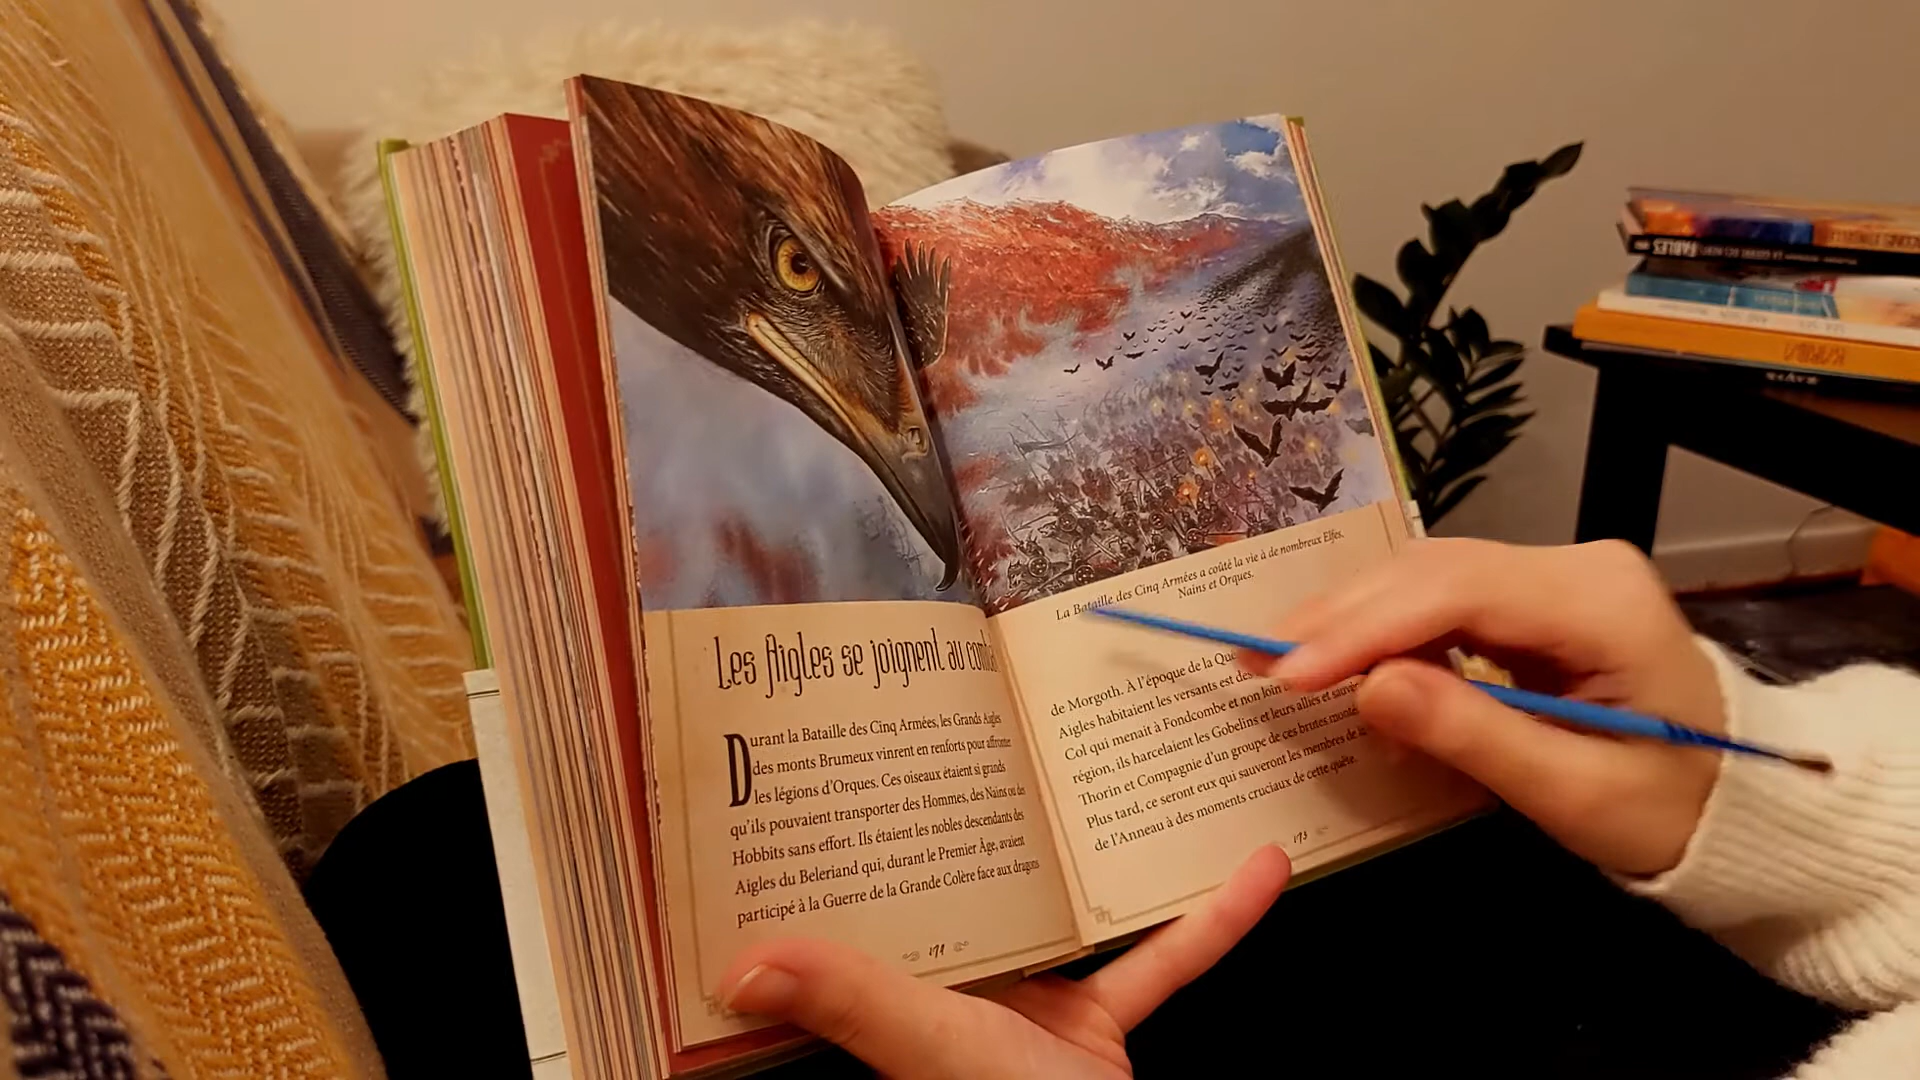 Les Aigles se joignent au
Durant la Bataille des Cinq Armées, les Grands Aigles
des monts Brumeux vinrent en renforts pour affronter
les légions d'Orques. Ces oiseaux étaient si grands
qu'ils pouvaient transporter des Hommes, des Nains ou des
Hobbits sans effort. Ils étaient les nobles descendants des
Aigles du Beleriand qui, durant le Premier Âge, avaient
participé à la Guerre de la Grande Colère face aux dragons
La Bataille des Cinq Armées a coûté la vie à de nombreux Elfes,
Nains et Orques.
de Morgoth. À l'époque de la
Aigles habitaient les versants est des
Col qui menait à Fondcombe et non loin
région, ils harcelaient les Gobelins et leurs alliés et
Thorin et Compagnie d'un groupe de ces brutes
Plus tard, ce seront eux qui sauveront les membres de la
de l'Anneau à des moments cruciaux de cette quête.
173
FABLES